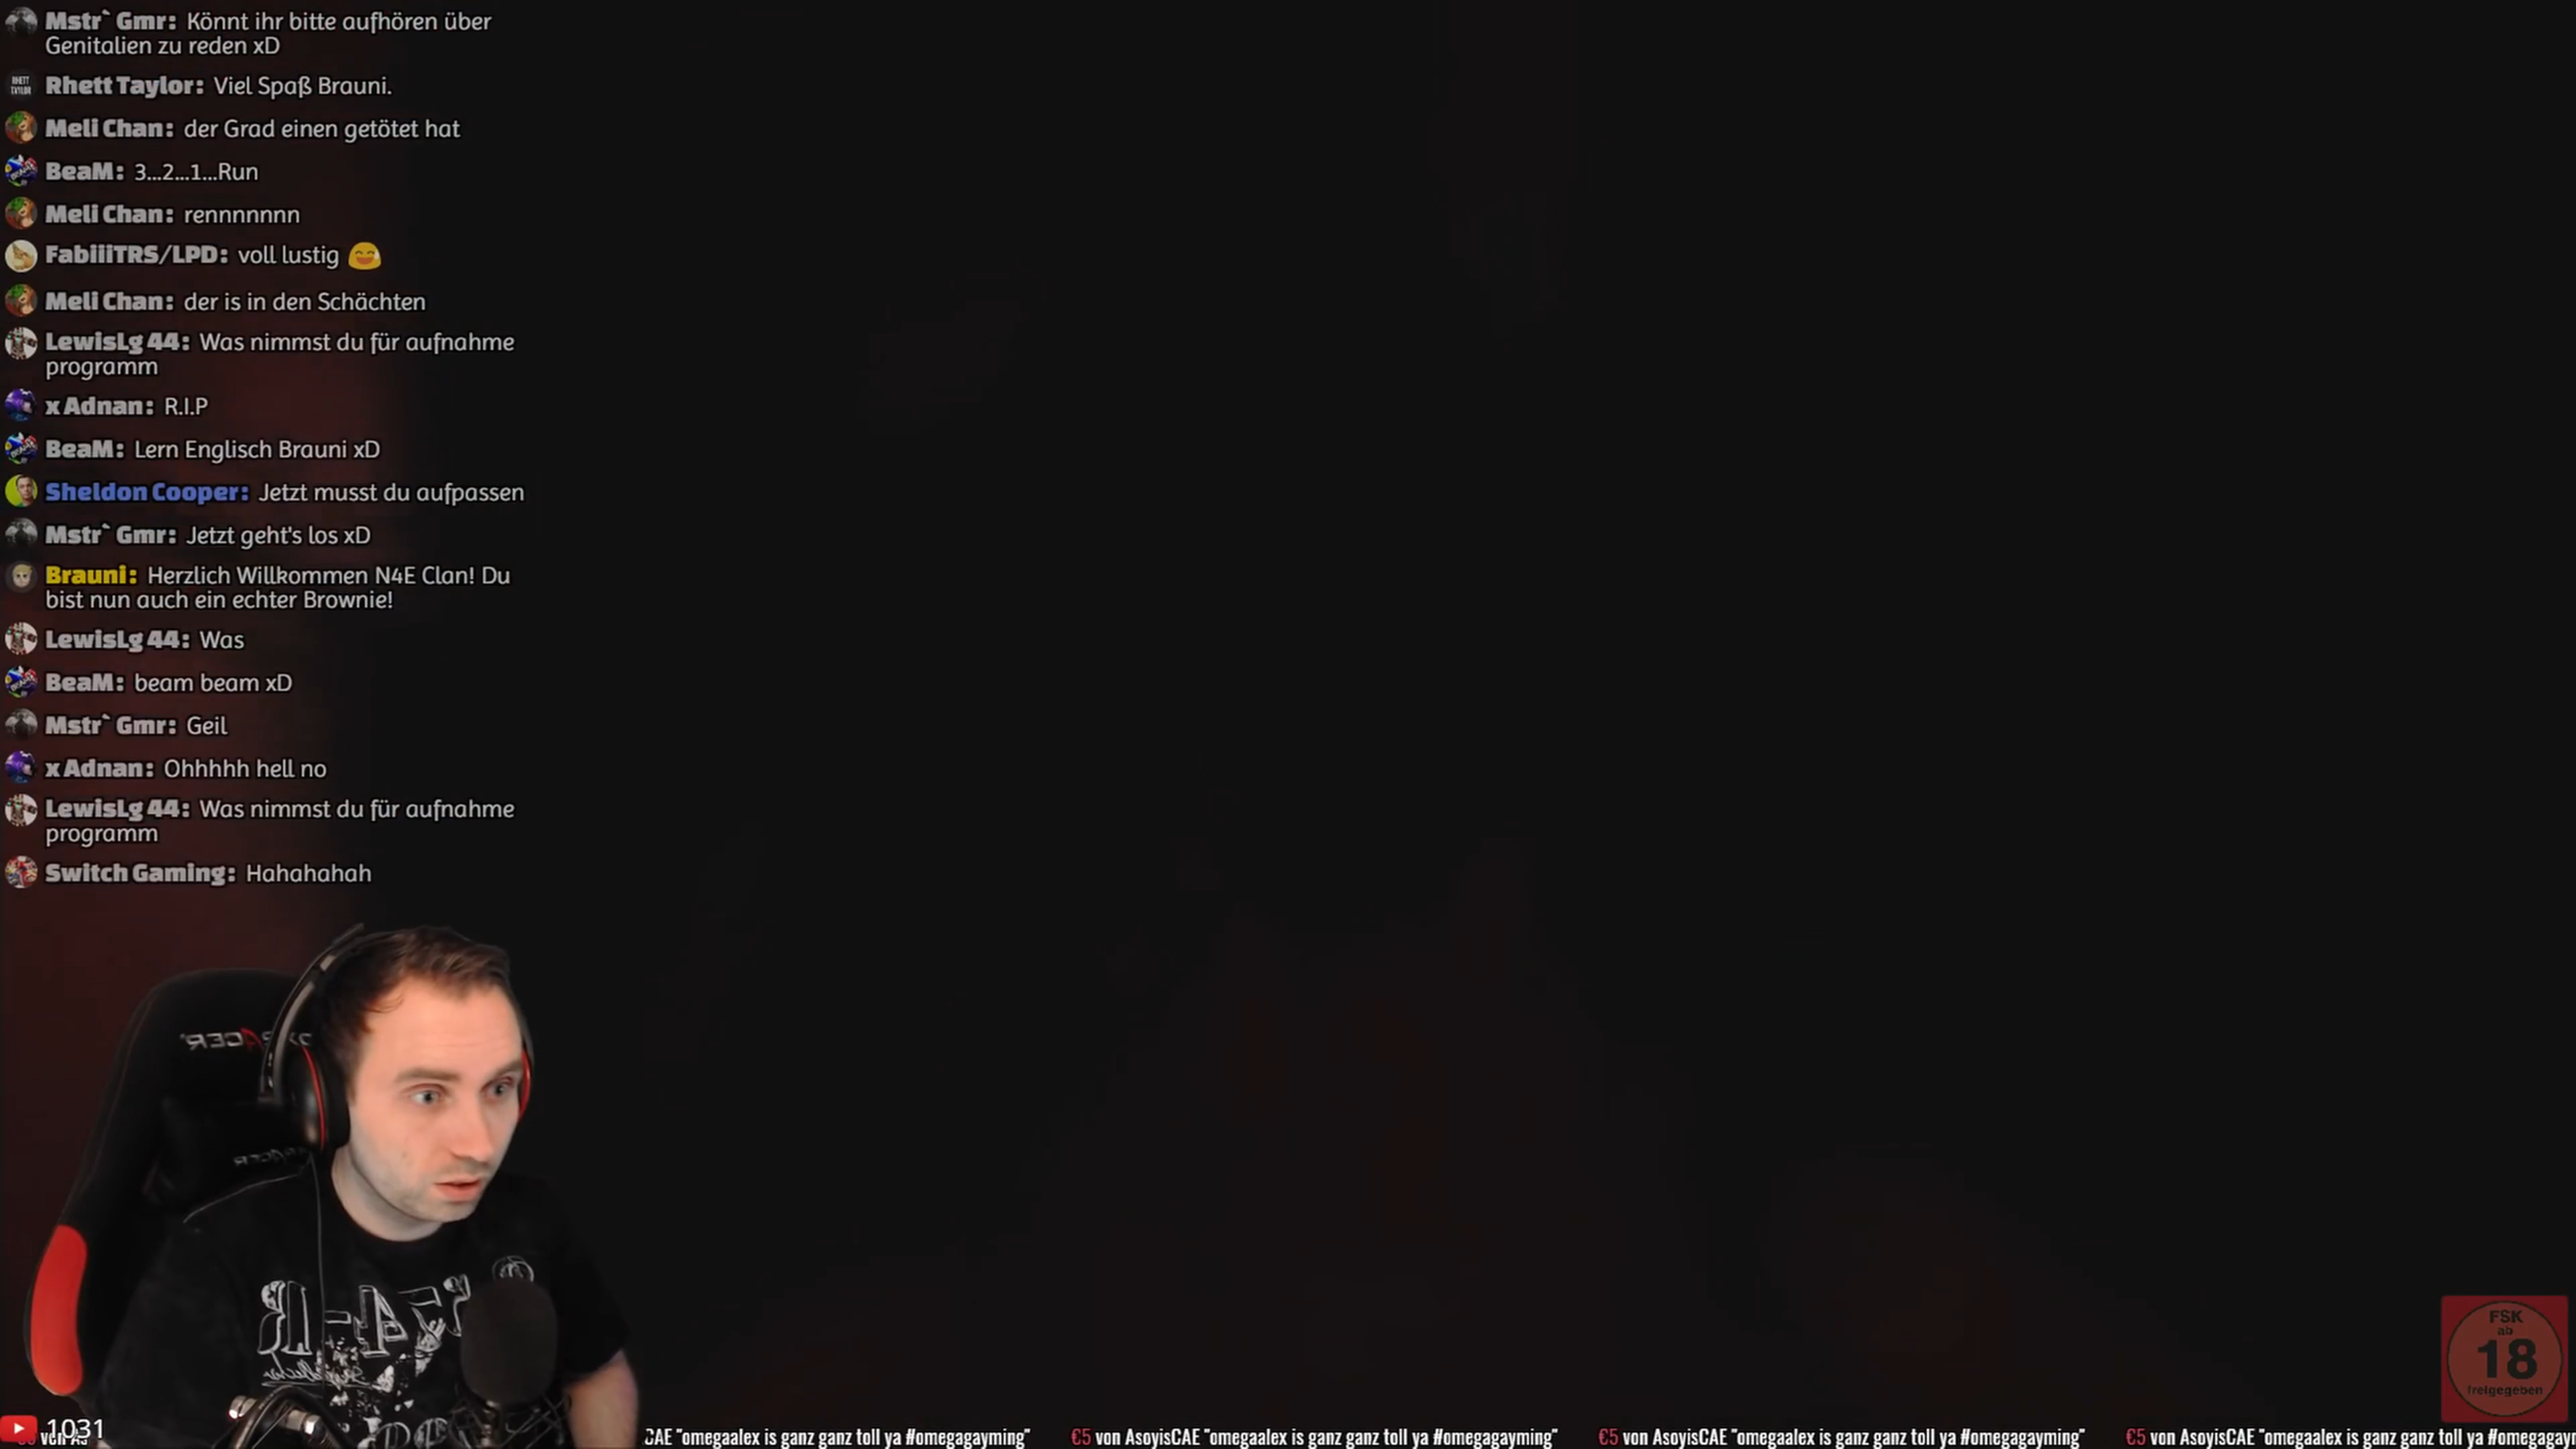 Mstr` Gmr: Könnt ihr bitte aufhören über
Genitalien zu reden xD
RHETT
TAYLOR
Rhett Taylor: Viel Spaß Brauni.
Meli Chan: der Grad einen getötet hat
BeaM: 3...2...1...Run
Meli Chan: rennnnnnn
FabiiiTRS/LPD: voll lustig 😅
Meli Chan: der is in den Schächten
LewisLg 44: Was nimmst du für aufnahme
programm
x Adnan: R.I.P
BeaM: Lern Englisch Brauni xD
Sheldon Cooper: Jetzt musst du aufpassen
Mstr` Gmr: Jetzt geht's los xD
Brauni: Herzlich Willkommen N4E Clan! Du
bist nun auch ein echter Brownie!
LewisLg 44: Was
BeaM: beam beam xD
Mstr` Gmr: Geil
x Adnan: Ohhhhh hell no
LewisLg 44: Was nimmst du für aufnahme
programm
Switch Gaming: Hahahahah
FSK
ab
18
freigegeben
1031
CAE "omegaalex is ganz ganz toll ya #omegagayming" €5 von AsoyisCAE "omegaalex is ganz ganz toll ya #omegagayming" €5 von AsoyisCAE "omegaalex is ganz ganz toll ya #omegagayming" €5 von AsoyisCAE "omegaalex is ganz ganz toll ya #omegagay